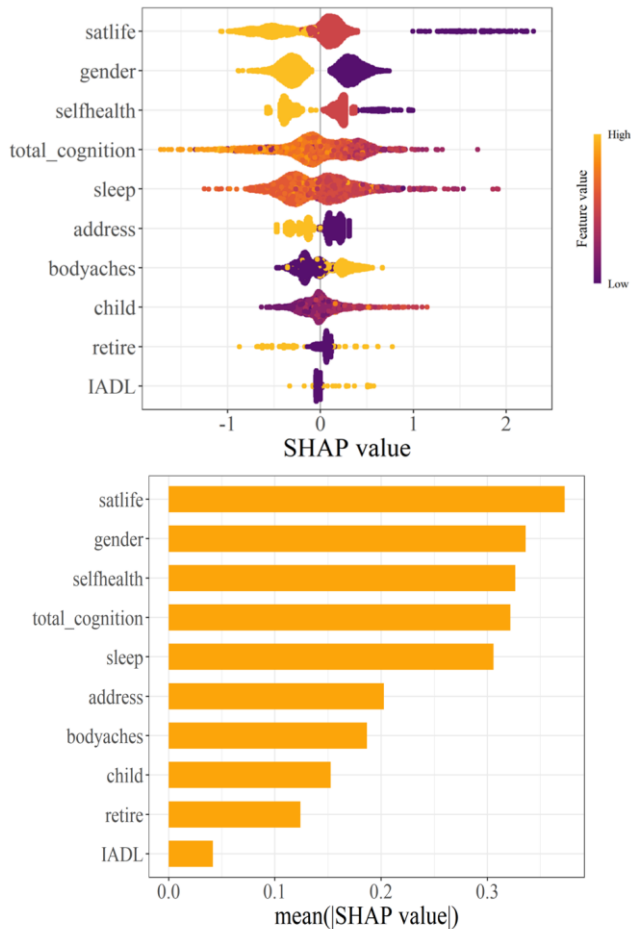 satlife
gender
selfhealth
total_cognition
sleep
address
bodyaches
child
retire
IADL
-1 0 1 2
SHAP value
High
Feature value
Low
satlife
gender
selfhealth
total_cognition
sleep
address
bodyaches
child
retire
IADL
0.0 0.1 0.2 0.3
mean(|SHAP value|)